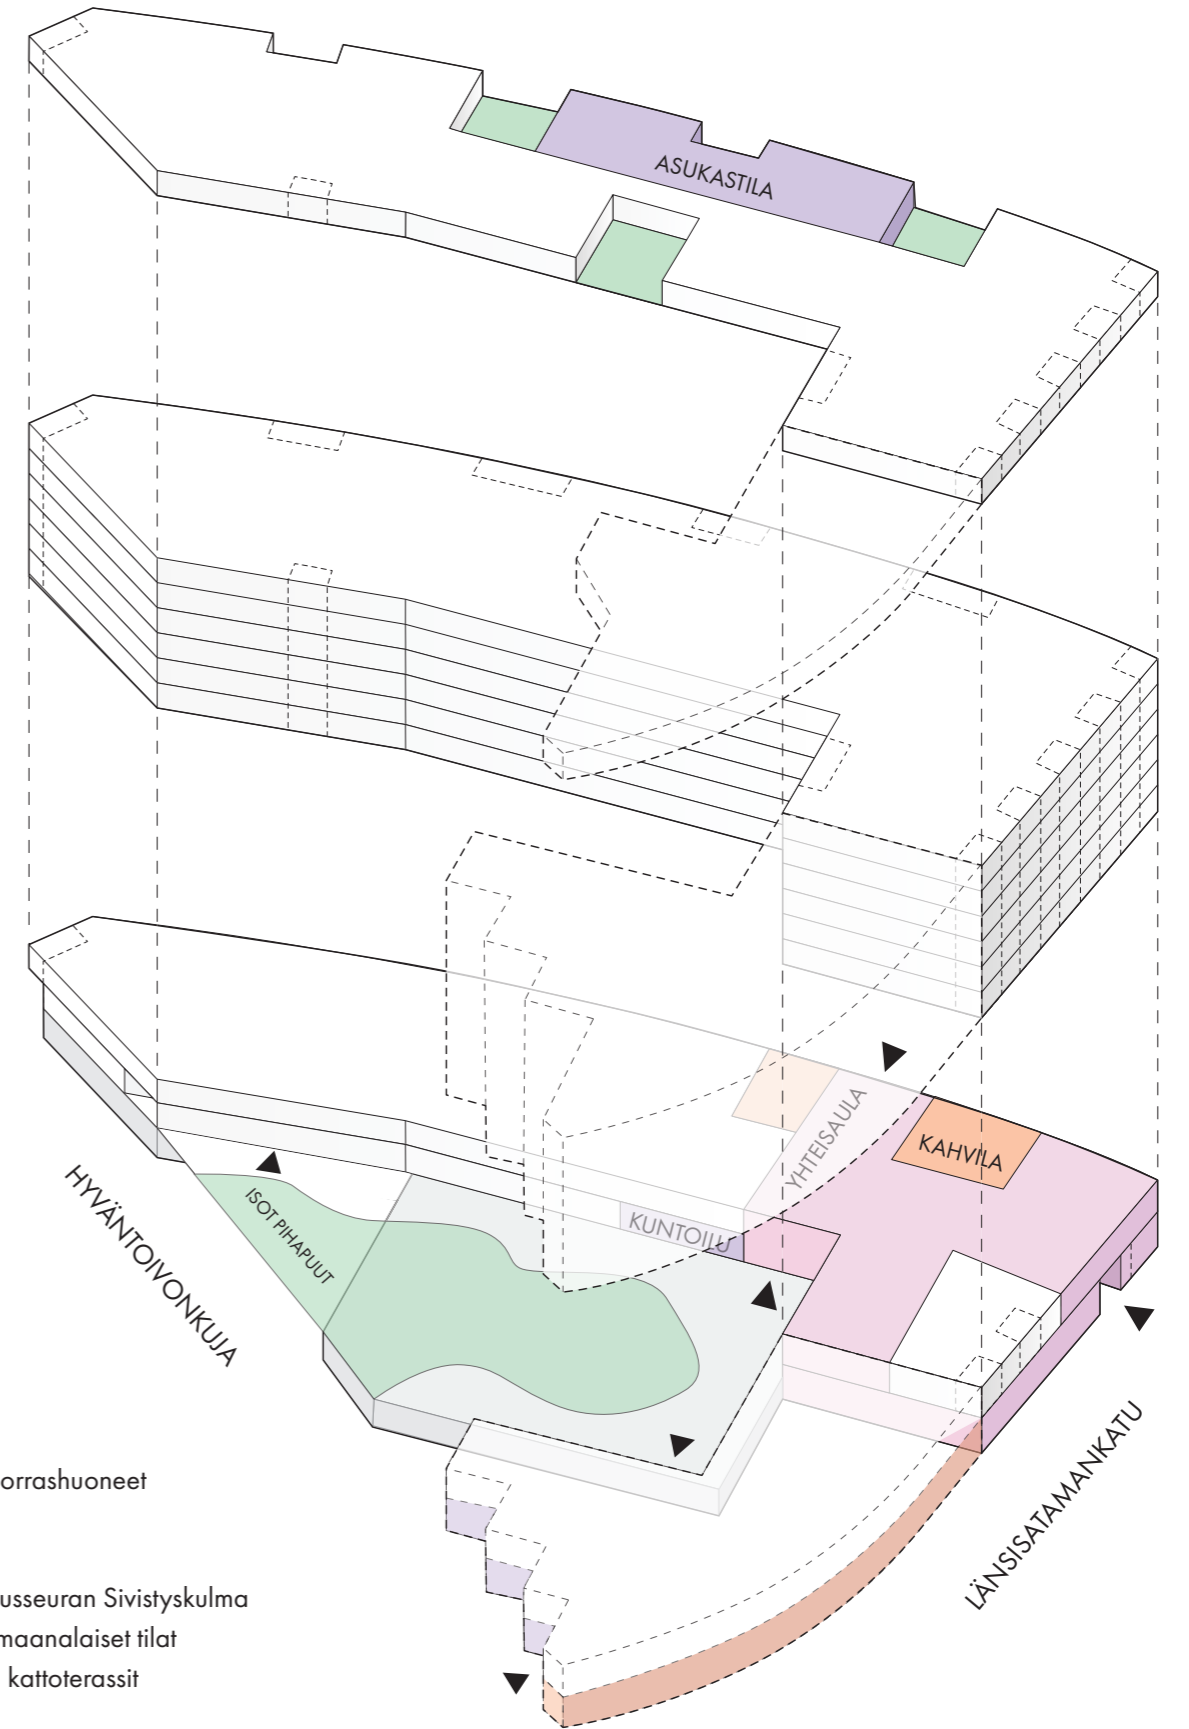 ASUKASTILA
YHTEISAULA
KAHVILA
KUNTOILU
ISOT PIHAPUUT
HYVÄNTOIVONKUJA
LÄNSISATAMANKATU
orrashuoneet
usseuran Sivistyskulma
maanalaiset tilat
kattoterassit